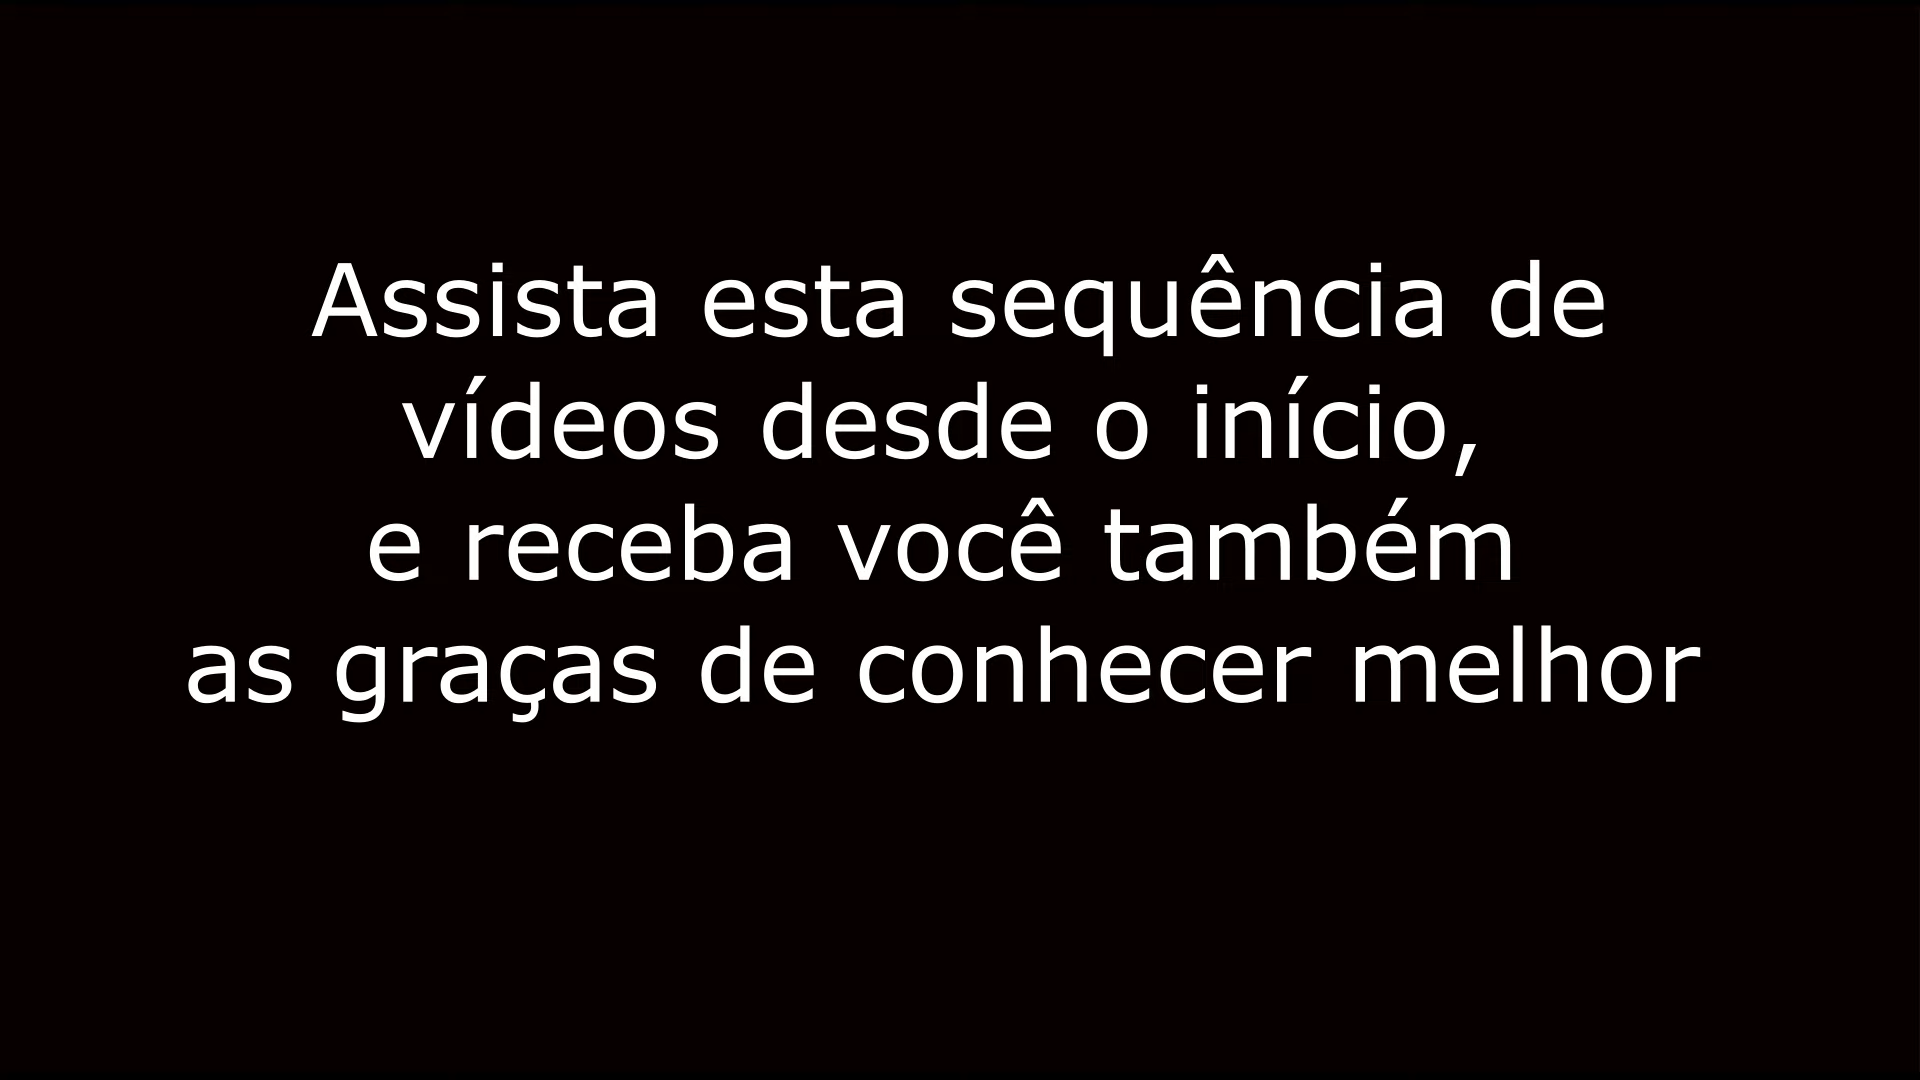 Assista esta sequência de
vídeos desde o início,
e receba você também
as graças de conhecer melhor